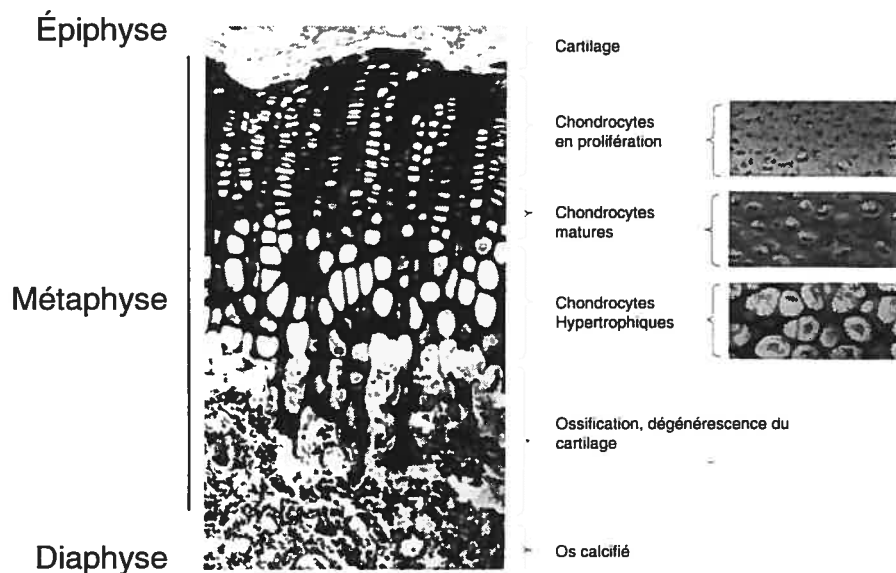 Épiphyse
Cartilage
Chondrocytes
en prolifération
Chondrocytes
matures
Métaphyse
Chondrocytes
Hypertrophiques
Ossification, dégénérescence du
cartilage
Diaphyse
Os calcifié